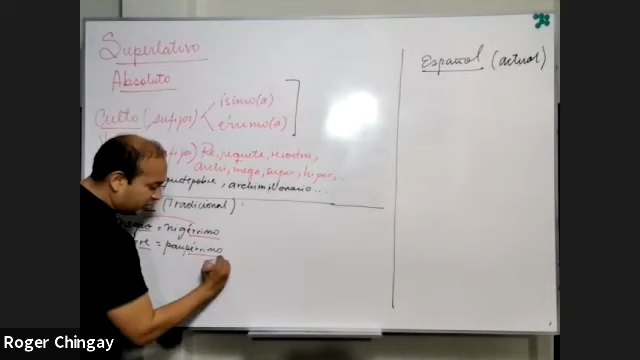 Superlativo
Absoluto
Culto (sufijos)
ísimo(a)
érrimo(a)
Re, requete, recontra,
archi, mega, super, hiper, ...
archimillonario ...
(Tradicional):
= nigérrimo
= paupérrimo
Español (actual)
Roger Chingay